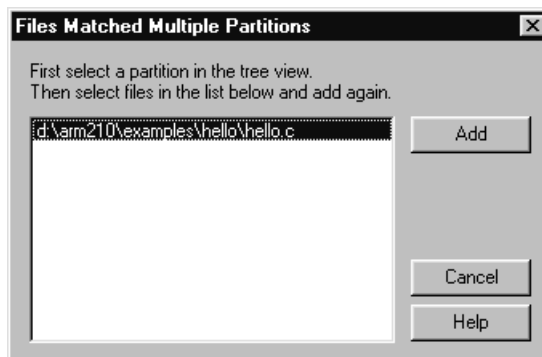 Files Matched Multiple Partitions
First select a partition in the tree view.
Then select files in the list below and add again.
d:\arm210\examples\hello\hello.c
Add
Cancel
Help